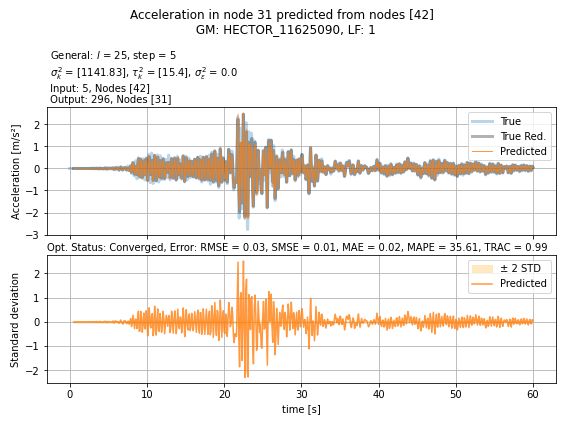 Acceleration in node 31 predicted from nodes [42]
GM: HECTOR_11625090, LF: 1
General: l = 25, step = 5
σ²ₖ = [1141.83], τ²ₖ = [15.4], σ²ε = 0.0
Input: 5, Nodes [42]
Output: 296, Nodes [31]
Acceleration [m/s²]
2
1
0
−1
−2
−3
True
True Red.
Predicted
Opt. Status: Converged, Error: RMSE = 0.03, SMSE = 0.01, MAE = 0.02, MAPE = 35.61, TRAC = 0.99
Standard deviation
2
1
0
−1
−2
± 2 STD
Predicted
0 10 20 30 40 50 60
time [s]